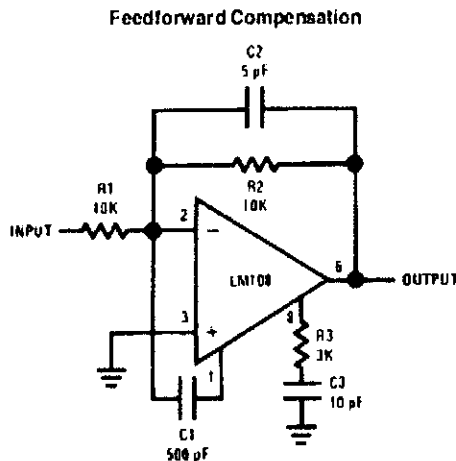 Feedforward Compensation
C2
5 pF
R1
10K
R2
10K
INPUT
2
LM108
6
OUTPUT
3
8
R3
3K
1
C3
10 pF
C1
500 pF